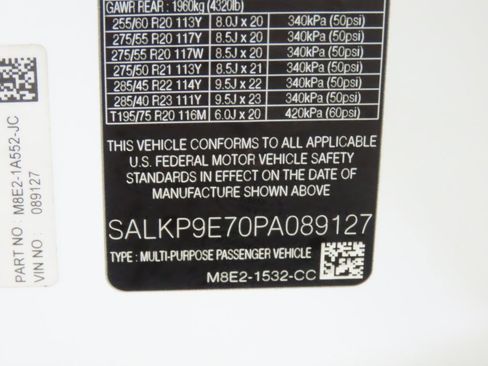 GAWR REAR : 1960kg (4320lb)
255/60 R20 113Y 8.0J x 20 340kPa (50psi)
275/55 R20 117Y 8.5J x 20 340kPa (50psi)
275/55 R20 117W 8.5J x 20 340kPa (50psi)
275/50 R21 113Y 8.5J x 21 340kPa (50psi)
285/45 R22 114Y 9.5J x 22 340kPa (50psi)
285/40 R23 111Y 9.5J x 23 340kPa (50psi)
T195/75 R20 116M 6.0J x 20 420kPa (60psi)
THIS VEHICLE CONFORMS TO ALL APPLICABLE
U.S. FEDERAL MOTOR VEHICLE SAFETY
STANDARDS IN EFFECT ON THE DATE OF
MANUFACTURE SHOWN ABOVE
SALKP9E70PA089127
TYPE : MULTI-PURPOSE PASSENGER VEHICLE
M8E2-1532-CC
PART NO : M8E2-1A552-JC
VIN NO : 089127